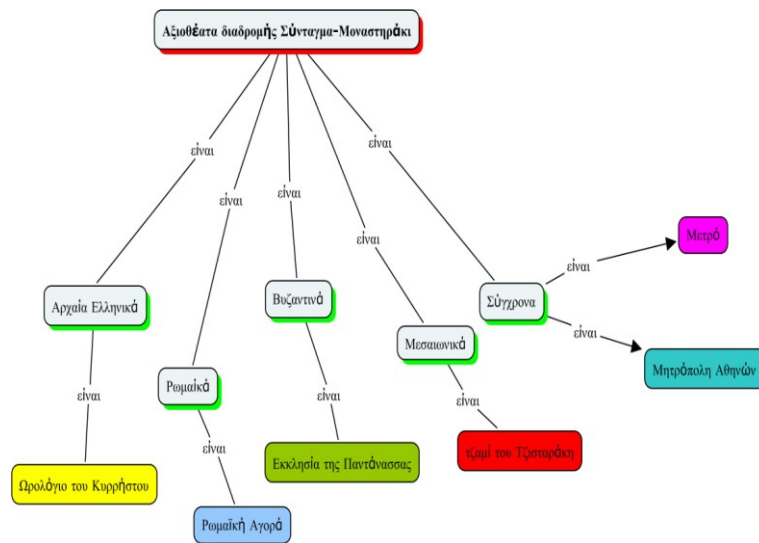 Αξιοθέατα διαδρομής Σύνταγμα-Μοναστηράκι
είναι
είναι
είναι
είναι
είναι
Αρχαία Ελληνικά
Ρωμαϊκά
Βυζαντινά
Μεσαιωνικά
Σύγχρονα
είναι
είναι
είναι
είναι
είναι
είναι
Μετρό
Μητρόπολη Αθηνών
Ωρολόγιο του Κυρρήστου
Ρωμαϊκή Αγορά
Εκκλησία της Παντάνασσας
τζαμί του Τζισταράκη